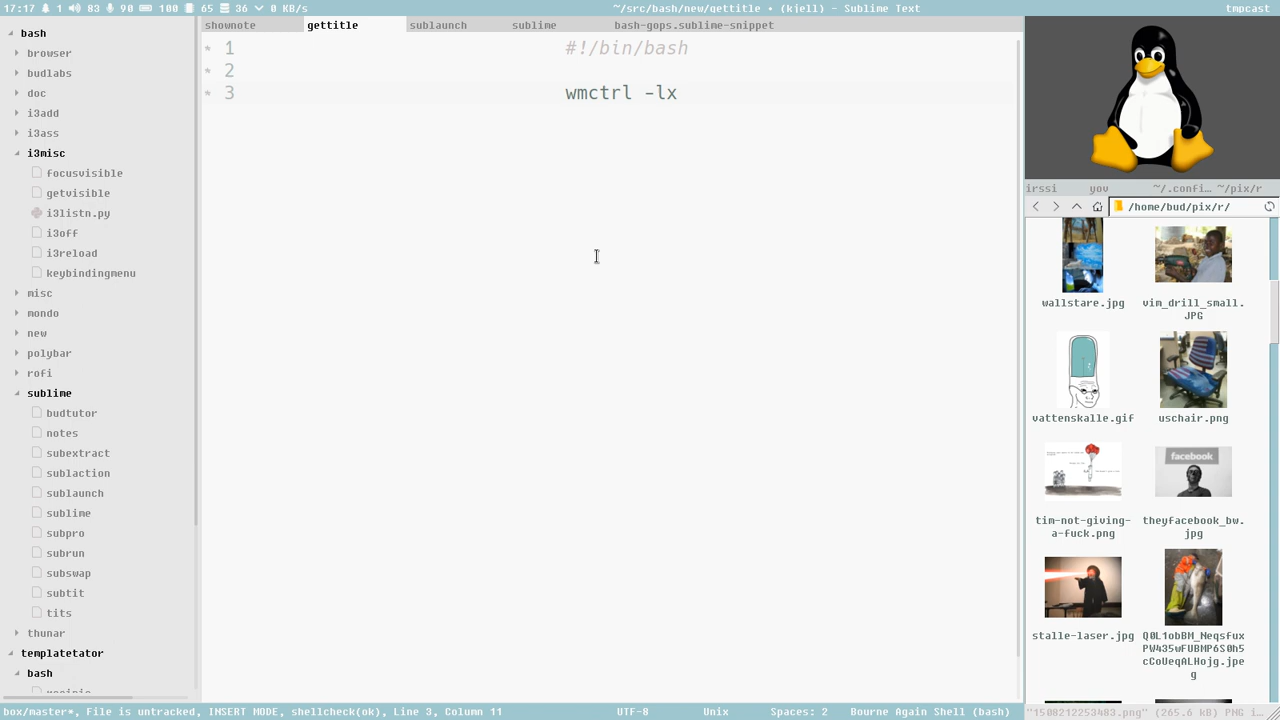 17:17 1 83 90 100 65 36 0 KB/s
~/src/bash/new/gettitle • (kjell) - Sublime Text
tmpcast
bash
browser
budlabs
doc
i3add
i3ass
i3misc
focusvisible
getvisible
i3listn.py
i3off
i3reload
keybindingmenu
misc
mondo
new
polybar
rofi
sublime
budtutor
notes
subextract
sublaction
sublaunch
sublime
subpro
subrun
subswap
subtit
tits
thunar
templatetator
bash
shownote gettitle sublaunch sublime bash-gops.sublime-snippet
* 1 #!/bin/bash
* 2
* 3 wmctrl -lx
irssi yov ~/.confi… ~/pix/r
/home/bud/pix/r/
wallstare.jpg
vim_drill_small.
JPG
vattenskalle.gif
uschair.png
facebook
tim-not-giving-
a-fuck.png
theyfacebook_bw.
jpg
stalle-laser.jpg
Q0L1obBM_Neqsfux
PW435wFUBMP6S0h5
cCoUeqALHojg.jpe
g
box/master*, File is untracked, INSERT MODE, shellcheck(ok), Line 3, Column 11
UTF-8
Unix
Spaces: 2
Bourne Again Shell (bash)
"1508212253483.png" (265.6 kB) PNG i…